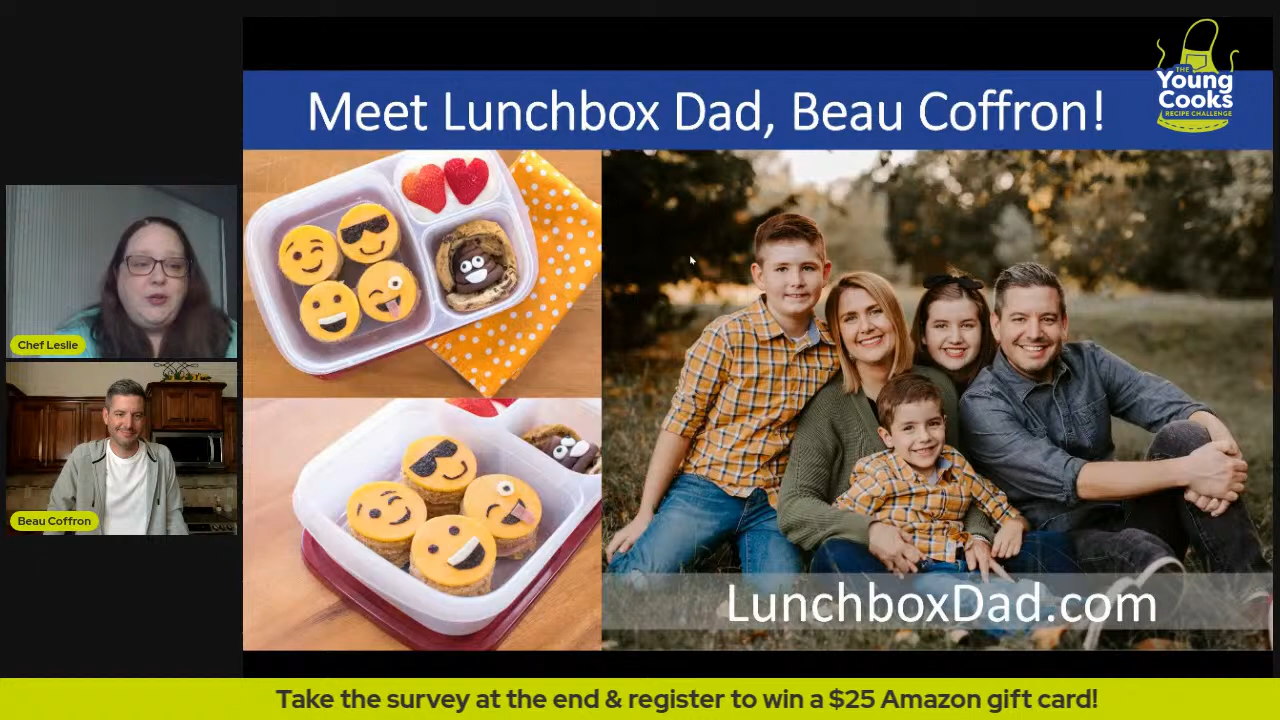 Meet Lunchbox Dad, Beau Coffron!
THE
Young
Cooks
RECIPE CHALLENGE
Chef Leslie
Beau Coffron
LunchboxDad.com
Take the survey at the end & register to win a $25 Amazon gift card!